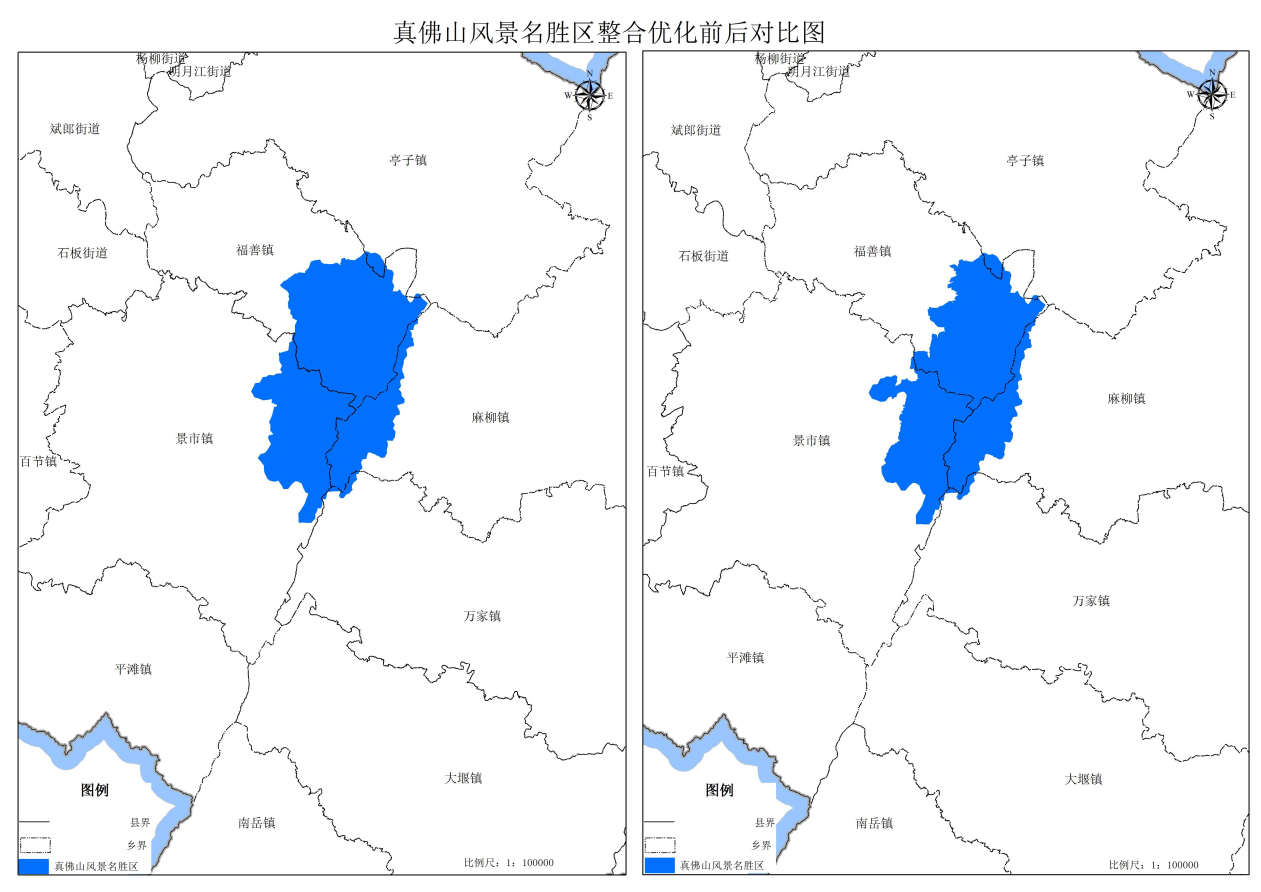 真佛山风景名胜区整合优化前后对比图
杨柳街道
明月江街道
N
W
E
S
斌郎街道
亭子镇
石板街道
福善镇
麻柳镇
景市镇
百节镇
万家镇
平滩镇
大堰镇
南岳镇
图例
县界
乡界
真佛山风景名胜区
比例尺：1：100000
杨柳街道
明月江街道
N
W
E
S
斌郎街道
亭子镇
石板街道
福善镇
麻柳镇
景市镇
百节镇
万家镇
平滩镇
大堰镇
南岳镇
图例
县界
乡界
真佛山风景名胜区
比例尺：1：100000